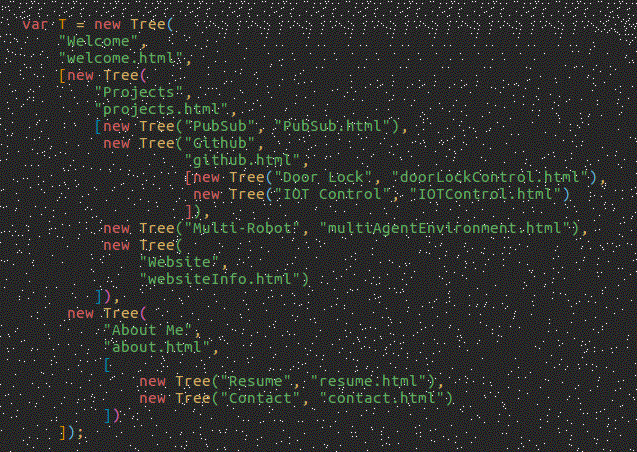 var T = new Tree(
"Welcome",
"welcome.html",
[new Tree(
"Projects",
"projects.html",
[new Tree("PubSub", "PubSub.html"),
new Tree("Github",
"github.html",
[new Tree("Door Lock", "doorLockControl.html"),
new Tree("IOT Control", "IOTControl.html")
]),
new Tree("Multi-Robot", "multiAgentEnvironment.html"),
new Tree(
"Website",
"websiteInfo.html")
]),
new Tree(
"About Me",
"about.html",
[
new Tree("Resume", "resume.html"),
new Tree("Contact", "contact.html")
])
]);